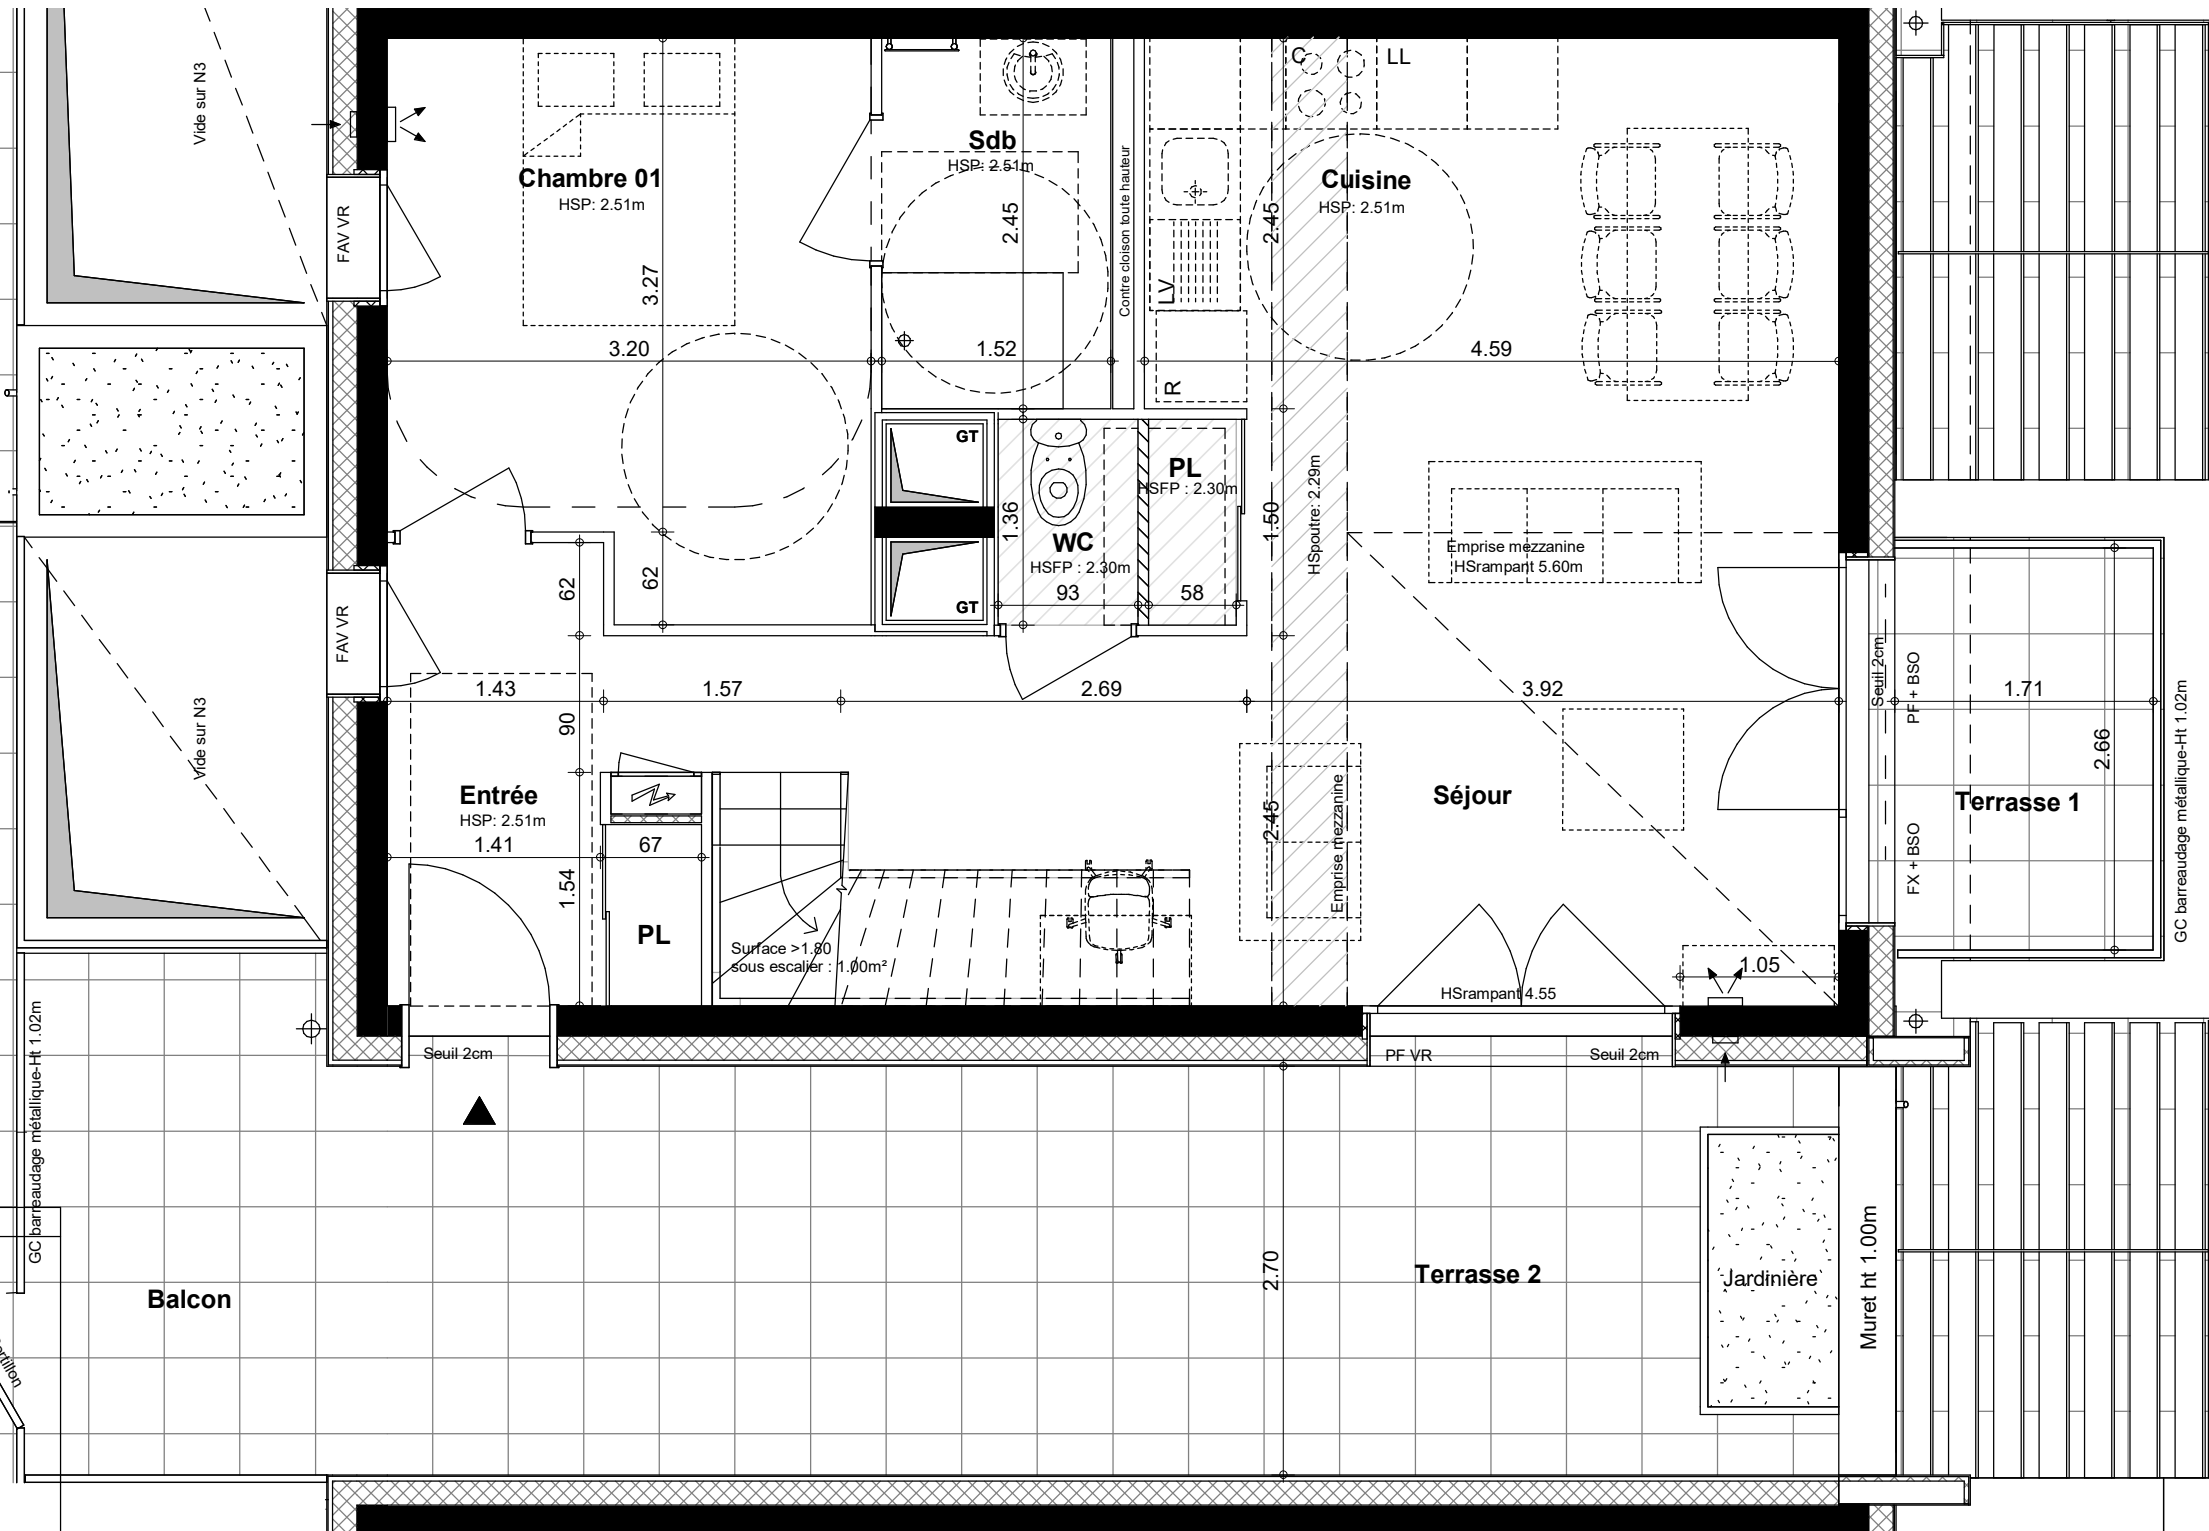 Vide sur N3
FAV VR
Chambre 01
HSP: 2.51m
3.27
3.20
Sdb
HSP: 2.51m
2.45
1.52
Contre cloison toute hauteur
C
LL
Cuisine
HSP: 2.51m
2.45
LV
R
4.59
GT
GT
1.36
WC
HSFP : 2.30m
93
PL
HSFP : 2.30m
58
1.50
HSpoutre: 2.29m
Emprise mezzanine
HSrampant 5.60m
62
62
FAV VR
Vide sur N3
1.43
1.57
2.69
3.92
90
Entrée
HSP: 2.51m
1.41
67
1.54
PL
Surface >1.80
sous escalier : 1.00m²
2.45
Emprise mezzanine
Séjour
HSrampant 4.55
1.05
Seuil 2cm
PF + BSO
FX + BSO
1.71
2.66
Terrasse 1
GC barreaudage métallique-Ht 1.02m
Seuil 2cm
PF VR
Seuil 2cm
GC barreaudage métallique-Ht 1.02m
Balcon
2.70
Terrasse 2
Jardinière
Muret ht 1.00m